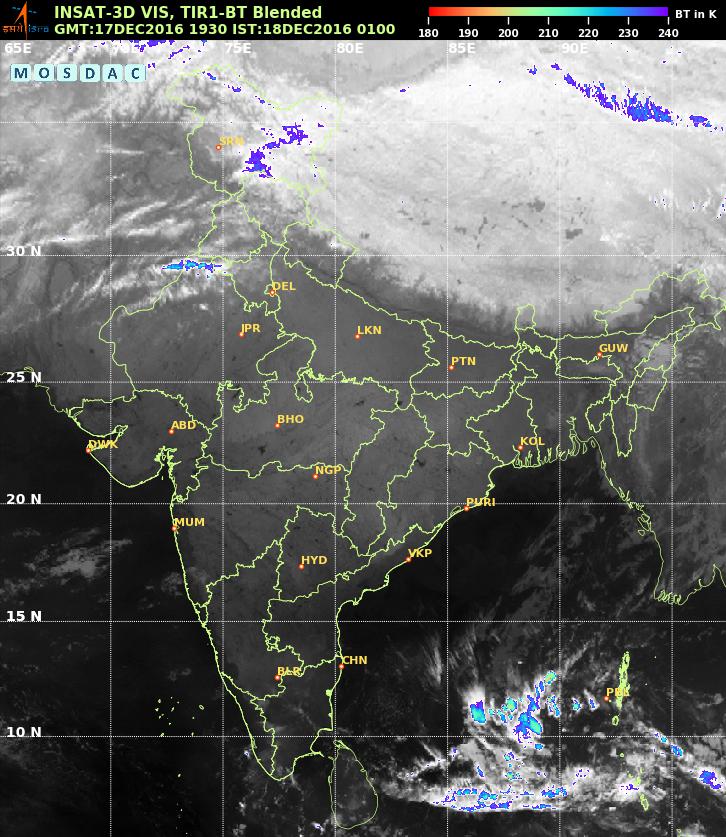 INSAT-3D VIS, TIR1-BT Blended
GMT:17DEC2016 1930 IST:18DEC2016 0100
BT in K
180 190 200 210 220 230 240
65E 75E 80E 85E 90E
M O S D A C
SRN
30 N
DEL
JPR LKN
GUW
PTN
25 N
ABD BHO
DWK KOL
NGP
20 N PURI
MUM
VKP
HYD
15 N
CHN
BLR
PBL
10 N